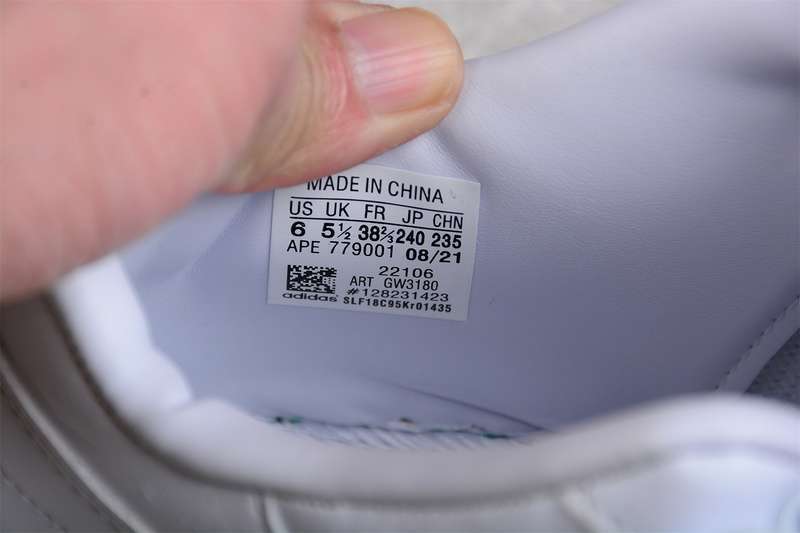 MADE IN CHINA
US UK FR JP CHN
6 5½ 38⅔ 240 235
APE 779001 08/21
22106
ART GW3180
#128231423
adidas SLF18C95Kr01435